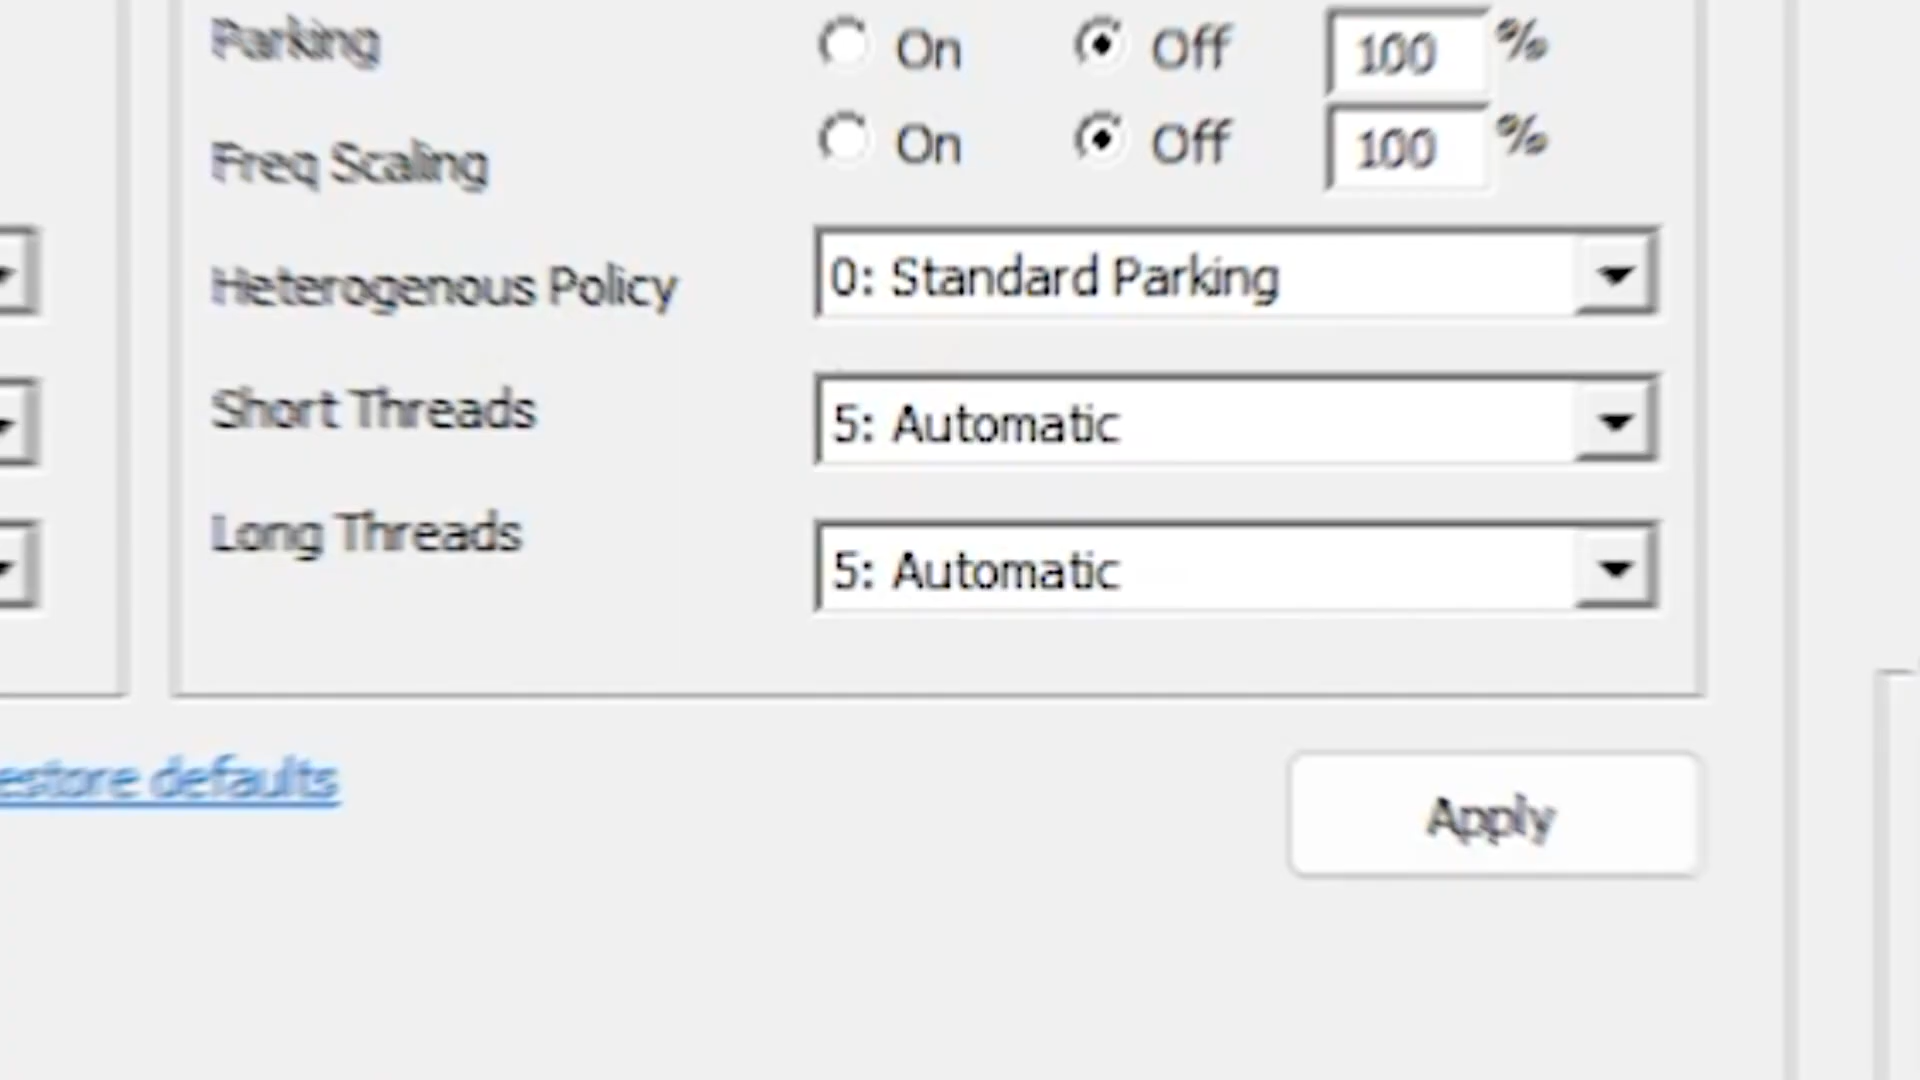 Parking On Off 100 %
Freq Scaling On Off 100 %
Heterogenous Policy 0: Standard Parking
Short Threads 5: Automatic
Long Threads 5: Automatic
estore defaults Apply